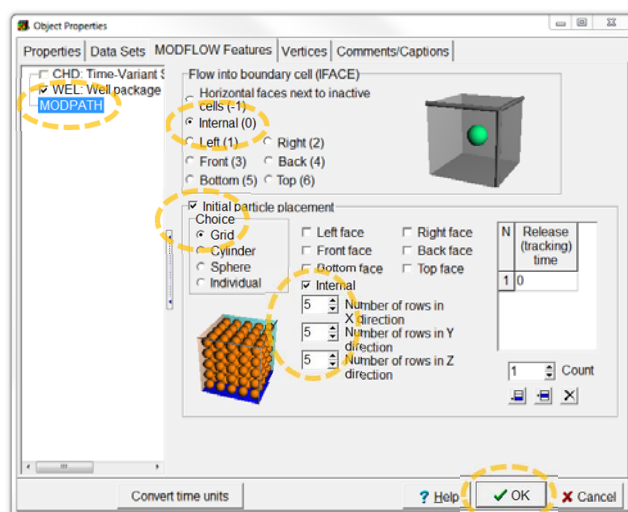 Object Properties
Properties Data Sets MODFLOW Features Vertices Comments/Captions
CHD: Time-Variant S
WEL: Well package
MODPATH
Flow into boundary cell (IFACE)
Horizontal faces next to inactive
cells (-1)
Internal (0)
Left (1) Right (2)
Front (3) Back (4)
Bottom (5) Top (6)
Initial particle placement
Choice
Grid
Cylinder
Sphere
Individual
Left face Right face
Front face Back face
Bottom face Top face
Internal
5 Number of rows in
X direction
5 Number of rows in Y
direction
5 Number of rows in Z
direction
N Release
(tracking)
time
1 0
1 Count
Convert time units ? Help OK Cancel